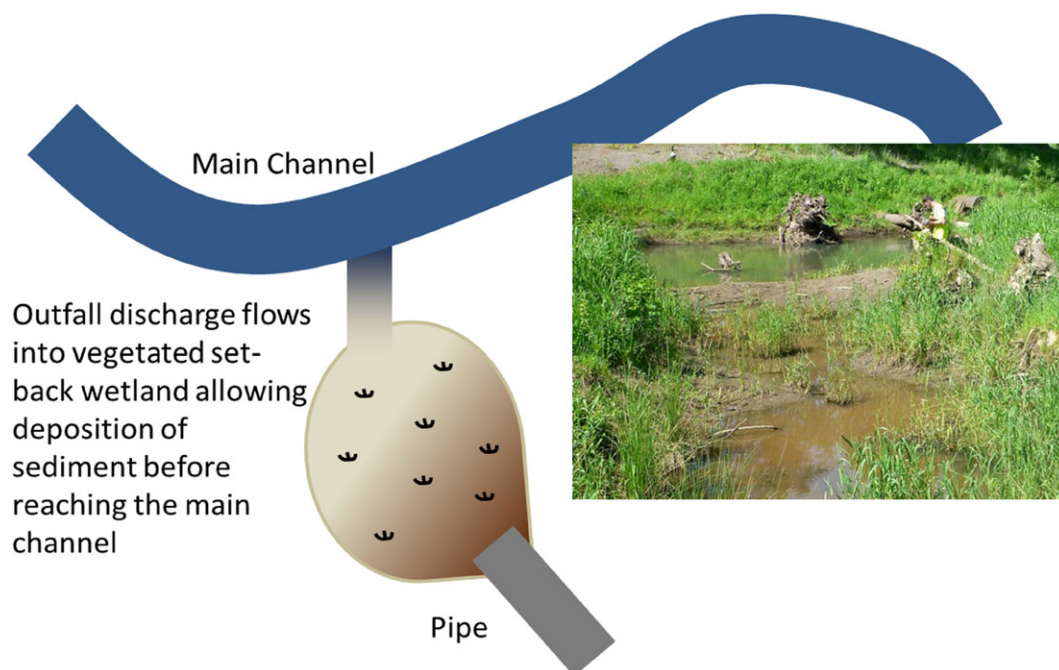 Main Channel
Outfall discharge flows
into vegetated set-
back wetland allowing
deposition of
sediment before
reaching the main
channel
Pipe